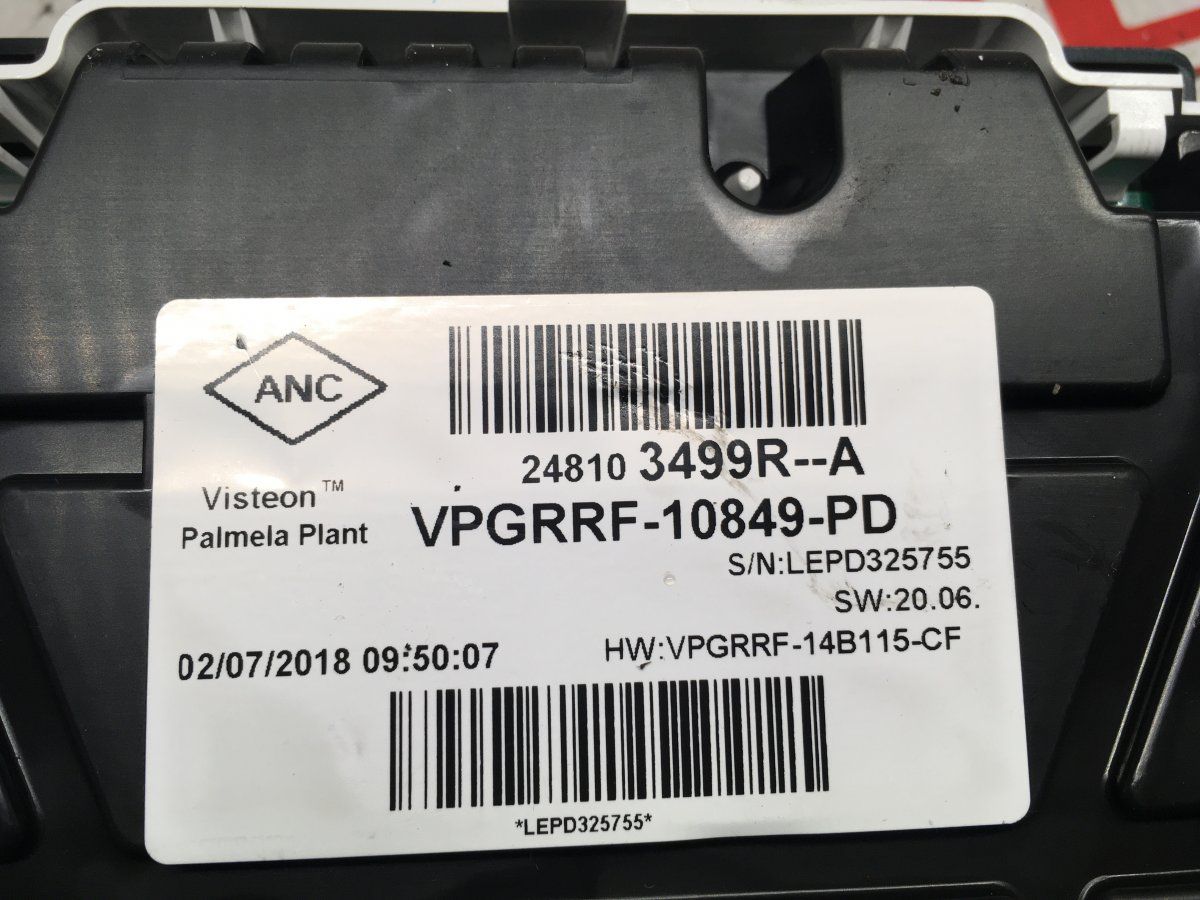 ANC
Visteon™
Palmela Plant
24810 3499R--A
VPGRRF-10849-PD
S/N:LEPD325755
SW:20.06.
HW:VPGRRF-14B115-CF
02/07/2018 09:50:07
*LEPD325755*